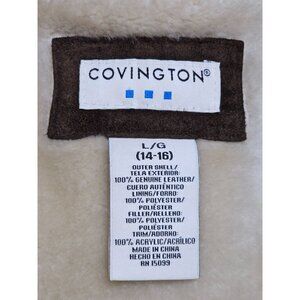 COVINGTON®
L/G
(14-16)
OUTER SHELL/
TELA EXTERIOR:
100% GENUINE LEATHER/
CUERO AUTÉNTICO
LINING/FORRO:
100% POLYESTER/
POLIÉSTER
FILLER/RELLENO:
100% POLYESTER/
POLIÉSTER
TRIM/ADORNO:
100% ACRYLIC/ACRÍLICO
MADE IN CHINA
HECHO EN CHINA
RN 15099